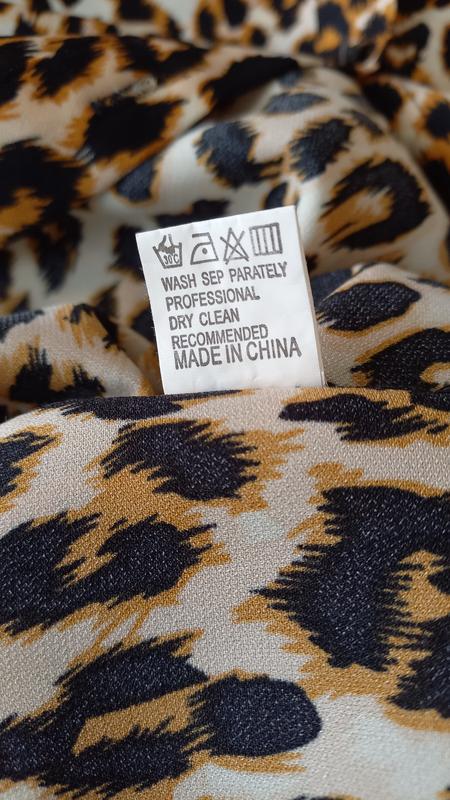 30°C
WASH SEP PARATELY
PROFESSIONAL
DRY CLEAN
RECOMMENDED
MADE IN CHINA